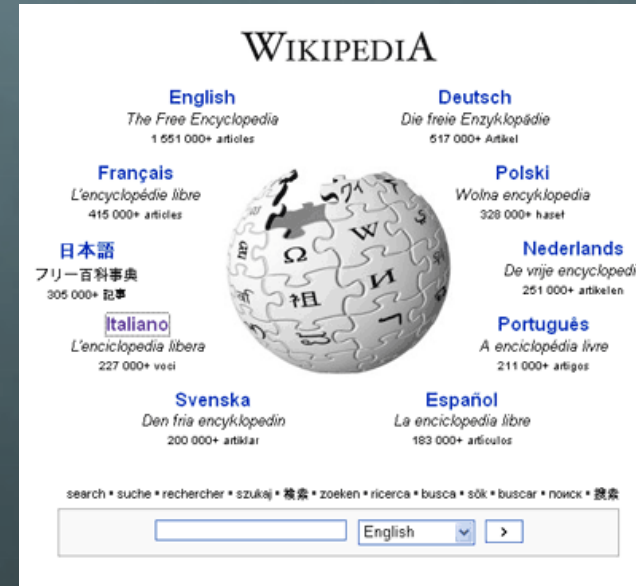 WIKIPEDIA
English
The Free Encyclopedia
1 551 000+ articles
Deutsch
Die freie Enzyklopädie
517 000+ Artikel
Français
L'encyclopédie libre
415 000+ articles
Polski
Wolna encyklopedia
328 000+ haseł
日本語
フリー百科事典
305 000+ 記事
Nederlands
De vrije encyclopedi
251 000+ artikelen
Italiano
L'enciclopedia libera
227 000+ voci
Português
A enciclopédia livre
211 000+ artigos
Svenska
Den fria encyklopedin
200 000+ artiklar
Español
La enciclopedia libre
183 000+ artículos
Ω
W
И
祖
7
ウィ
search • suche • rechercher • szukaj • 検索 • zoeken • ricerca • busca • sök • buscar • поиск • 搜索
English
>